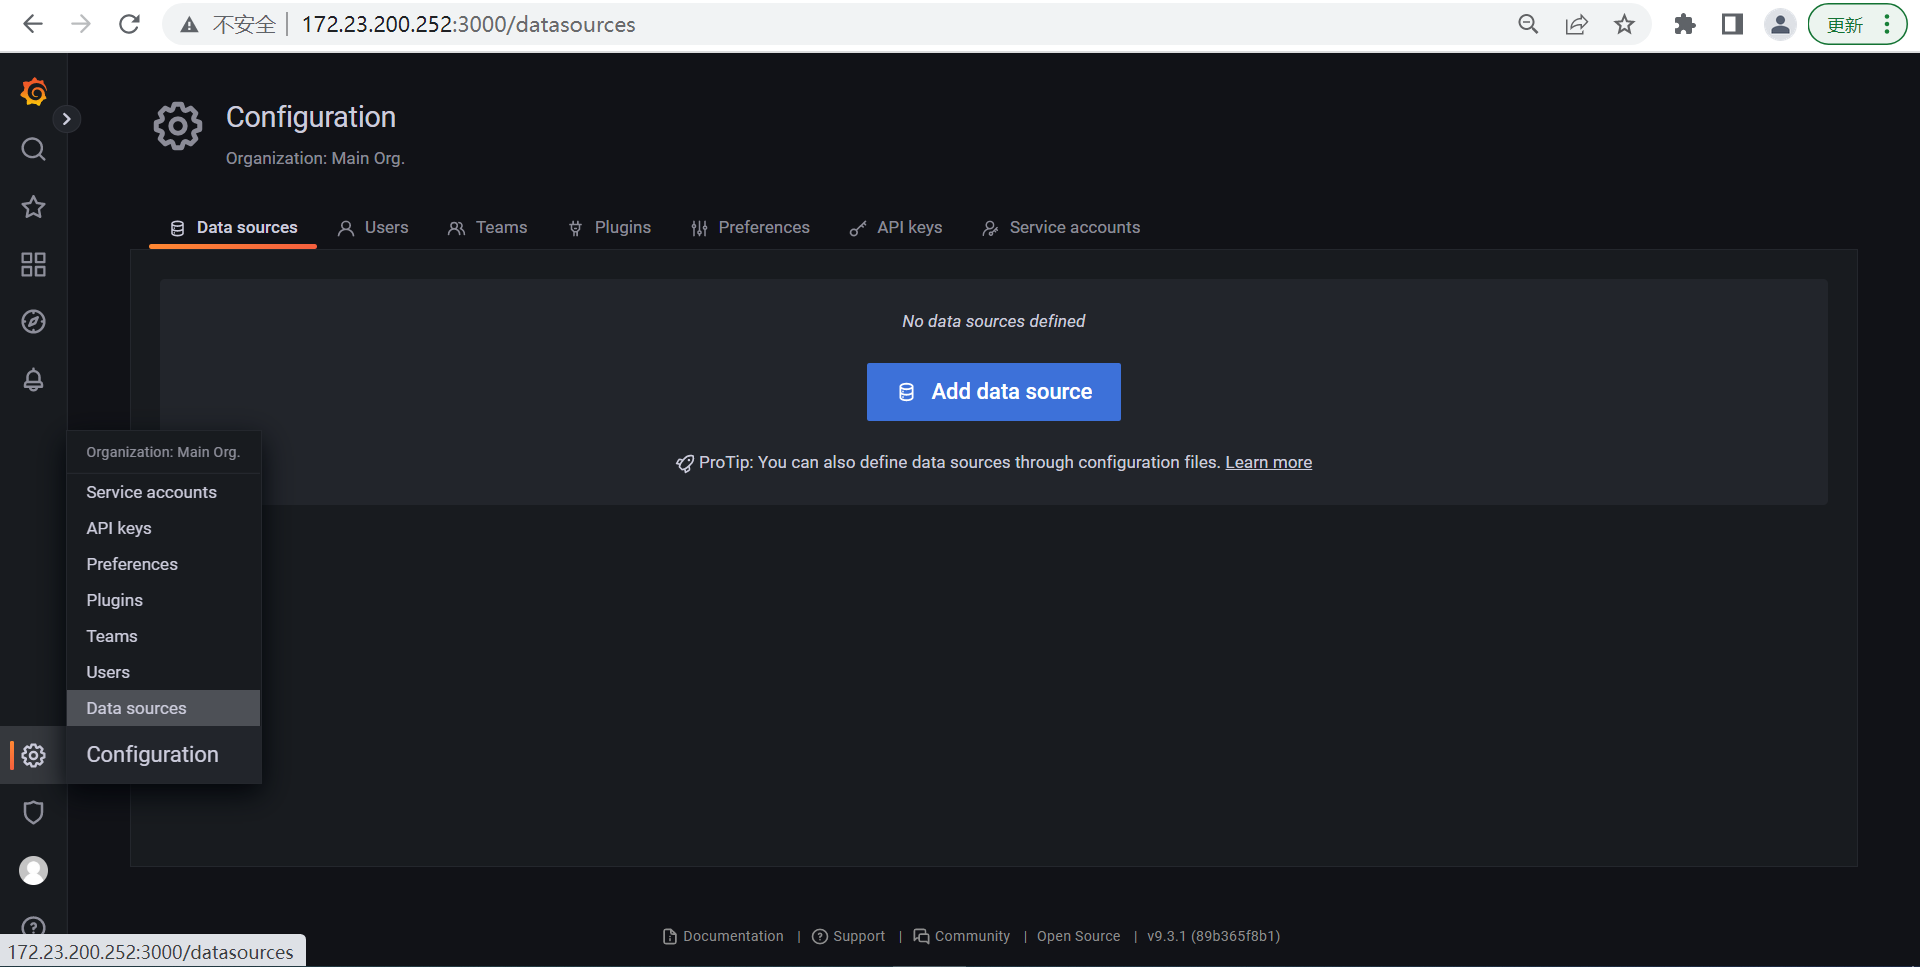 不安全 172.23.200.252:3000/datasources
更新
Configuration
Organization: Main Org.
Data sources Users Teams Plugins Preferences API keys Service accounts
No data sources defined
Add data source
ProTip: You can also define data sources through configuration files. Learn more
Organization: Main Org.
Service accounts
API keys
Preferences
Plugins
Teams
Users
Data sources
Configuration
Documentation | Support | Community | Open Source | v9.3.1 (89b365f8b1)
172.23.200.252:3000/datasources